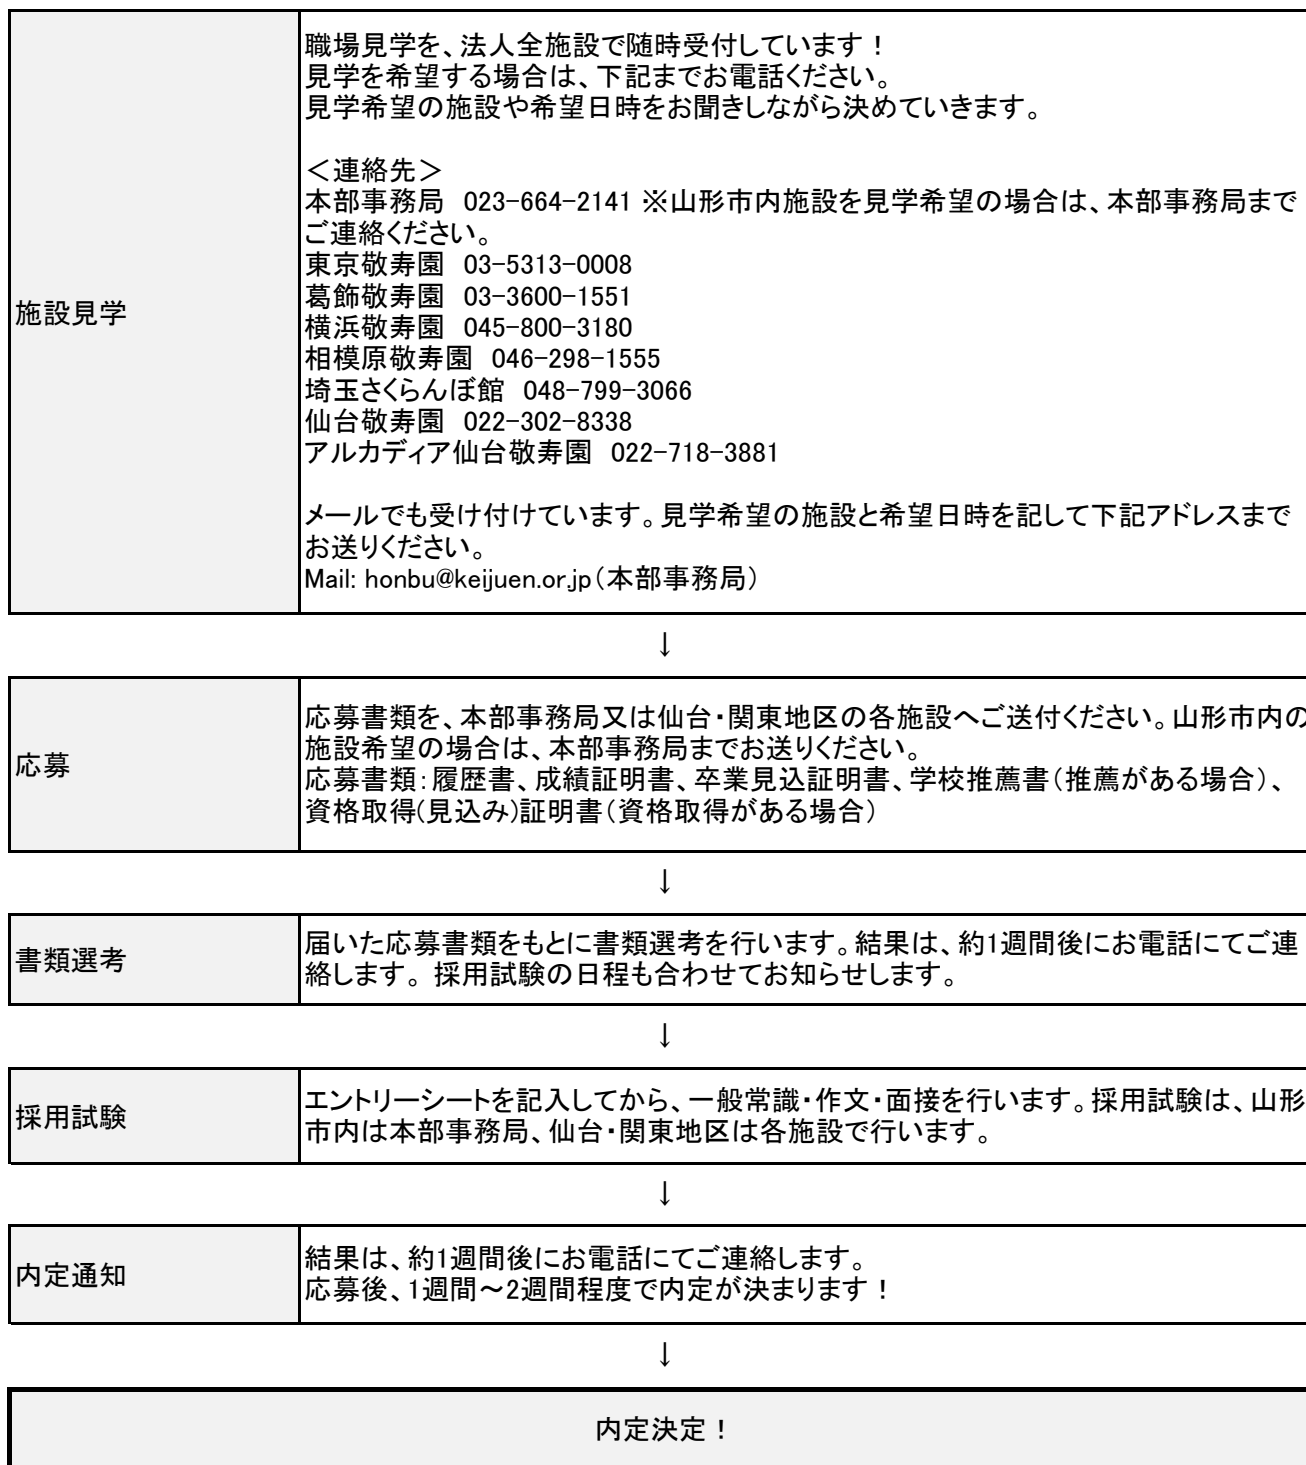 職場見学を、法人全施設で随時受付しています！
見学を希望する場合は、下記までお電話ください。
見学希望の施設や希望日時をお聞きしながら決めていきます。
＜連絡先＞
本部事務局　023-664-2141 ※山形市内施設を見学希望の場合は、本部事務局まで
ご連絡ください。
東京敬寿園　03-5313-0008
葛飾敬寿園　03-3600-1551
横浜敬寿園　045-800-3180
相模原敬寿園　046-298-1555
埼玉さくらんぼ館　048-799-3066
仙台敬寿園　022-302-8338
アルカディア仙台敬寿園　022-718-3881
メールでも受け付けています。見学希望の施設と希望日時を記して下記アドレスまで
お送りください。
Mail: honbu@keijuen.or.jp（本部事務局）
施設見学
↓
応募
応募書類を、本部事務局又は仙台・関東地区の各施設へご送付ください。山形市内の
施設希望の場合は、本部事務局までお送りください。
応募書類：履歴書、成績証明書、卒業見込証明書、学校推薦書（推薦がある場合）、
資格取得(見込み)証明書（資格取得がある場合）
↓
書類選考
届いた応募書類をもとに書類選考を行います。結果は、約1週間後にお電話にてご連
絡します。採用試験の日程も合わせてお知らせします。
↓
採用試験
エントリーシートを記入してから、一般常識・作文・面接を行います。採用試験は、山形
市内は本部事務局、仙台・関東地区は各施設で行います。
↓
内定通知
結果は、約1週間後にお電話にてご連絡します。
応募後、1週間～2週間程度で内定が決まります！
↓
内定決定！